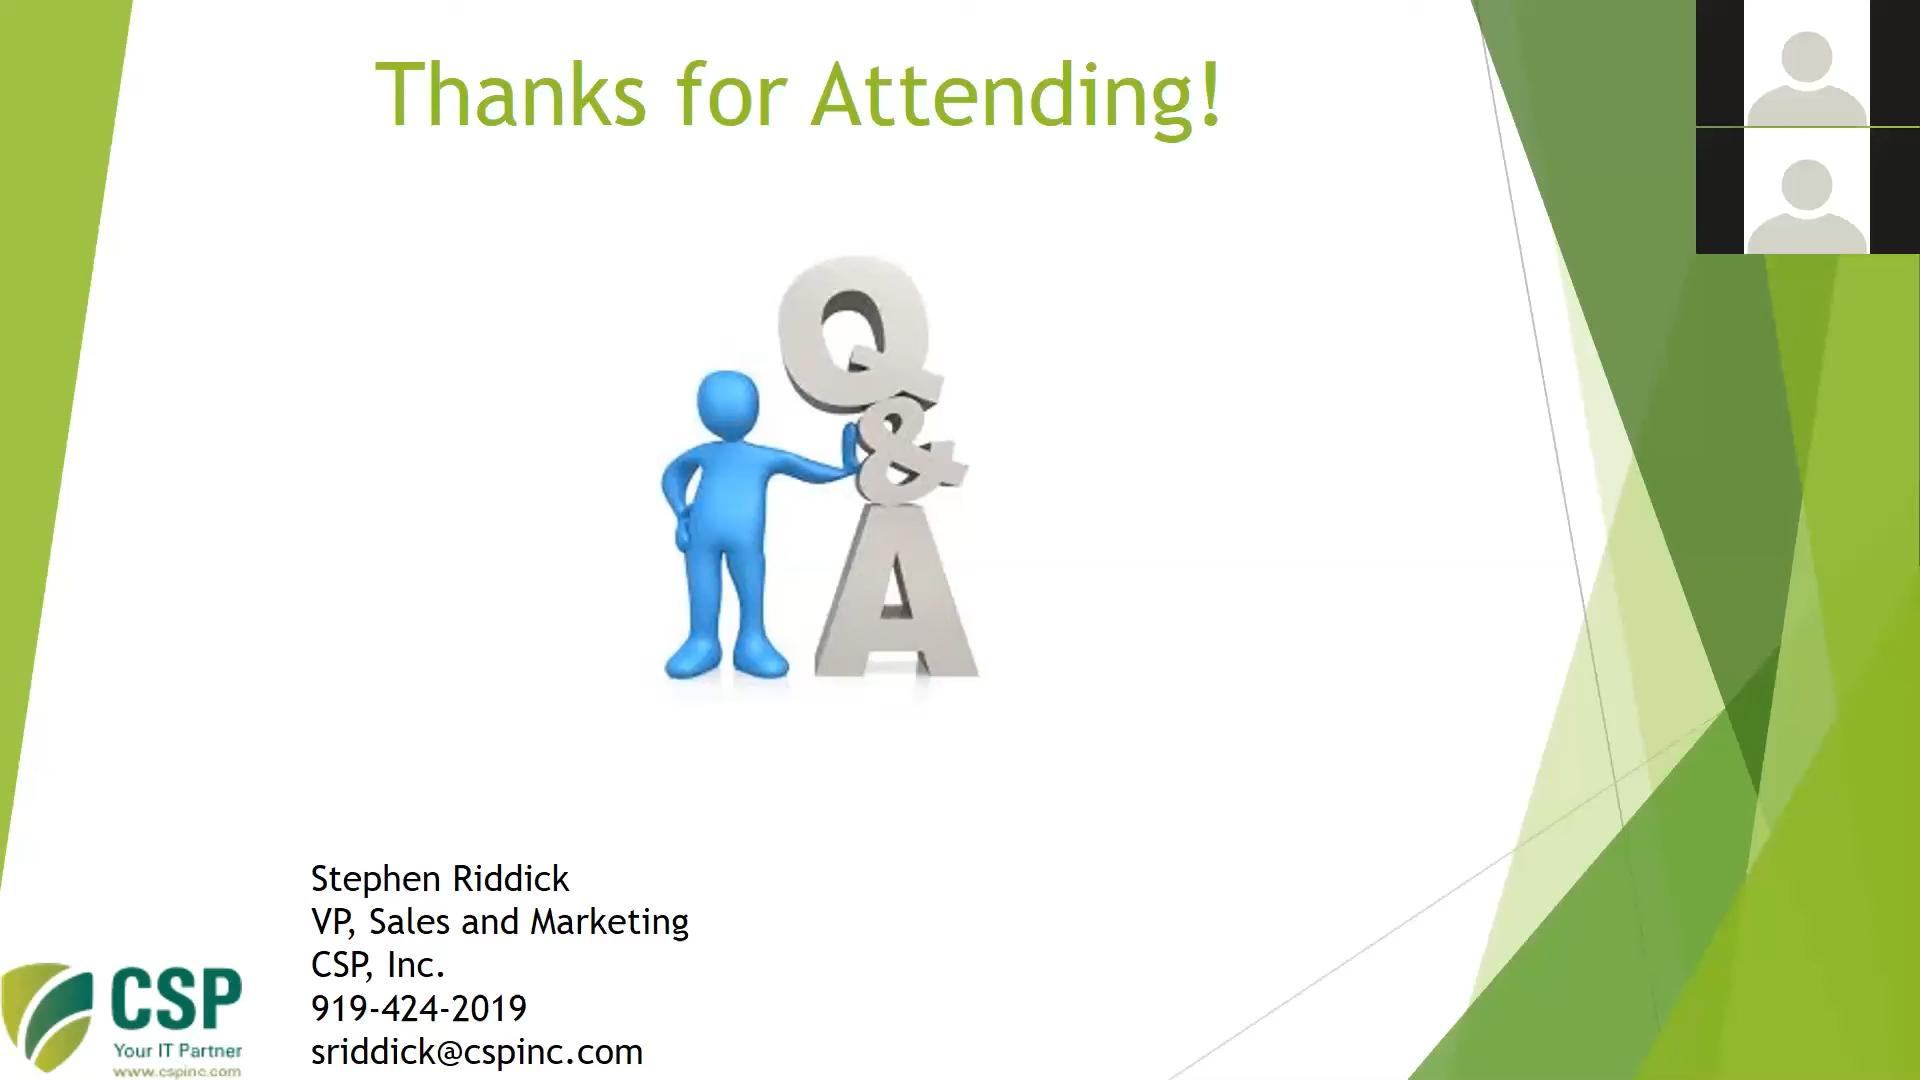 Thanks for Attending!
Q
&
A
Stephen Riddick
VP, Sales and Marketing
CSP, Inc.
919-424-2019
sriddick@cspinc.com
CSP
Your IT Partner
www.cspinc.com